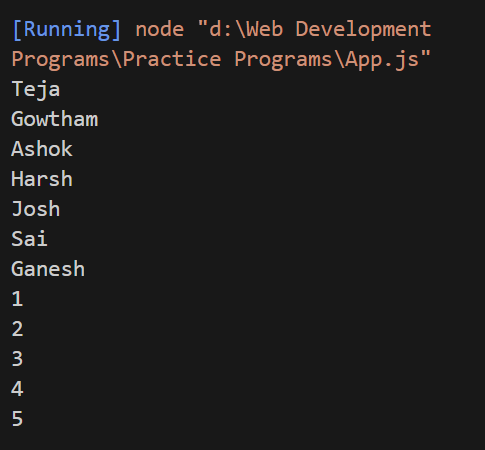 [Running] node "d:\Web Development
Programs\Practice Programs\App.js"
Teja
Gowtham
Ashok
Harsh
Josh
Sai
Ganesh
1
2
3
4
5